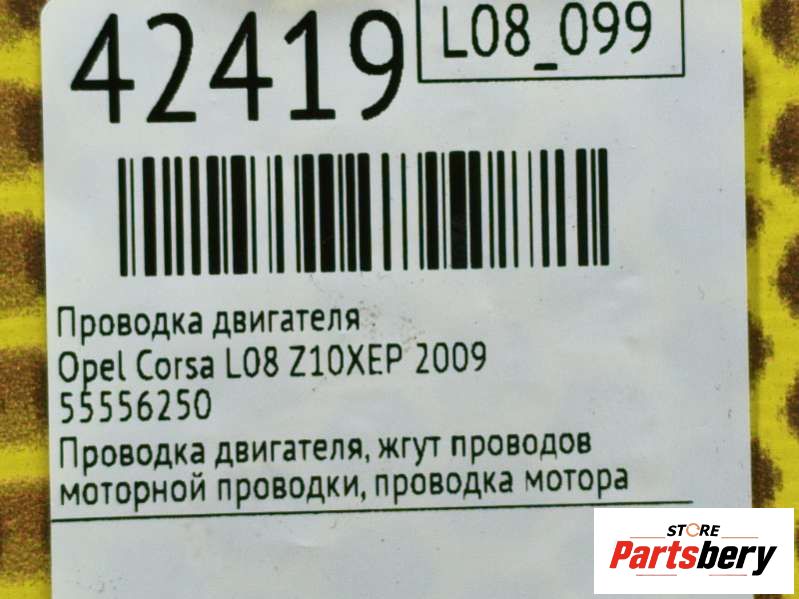 42419
L08_099
Проводка двигателя
Opel Corsa L08 Z10XEP 2009
55556250
Проводка двигателя, жгут проводов
моторной проводки, проводка мотора
STORE
Partsbery